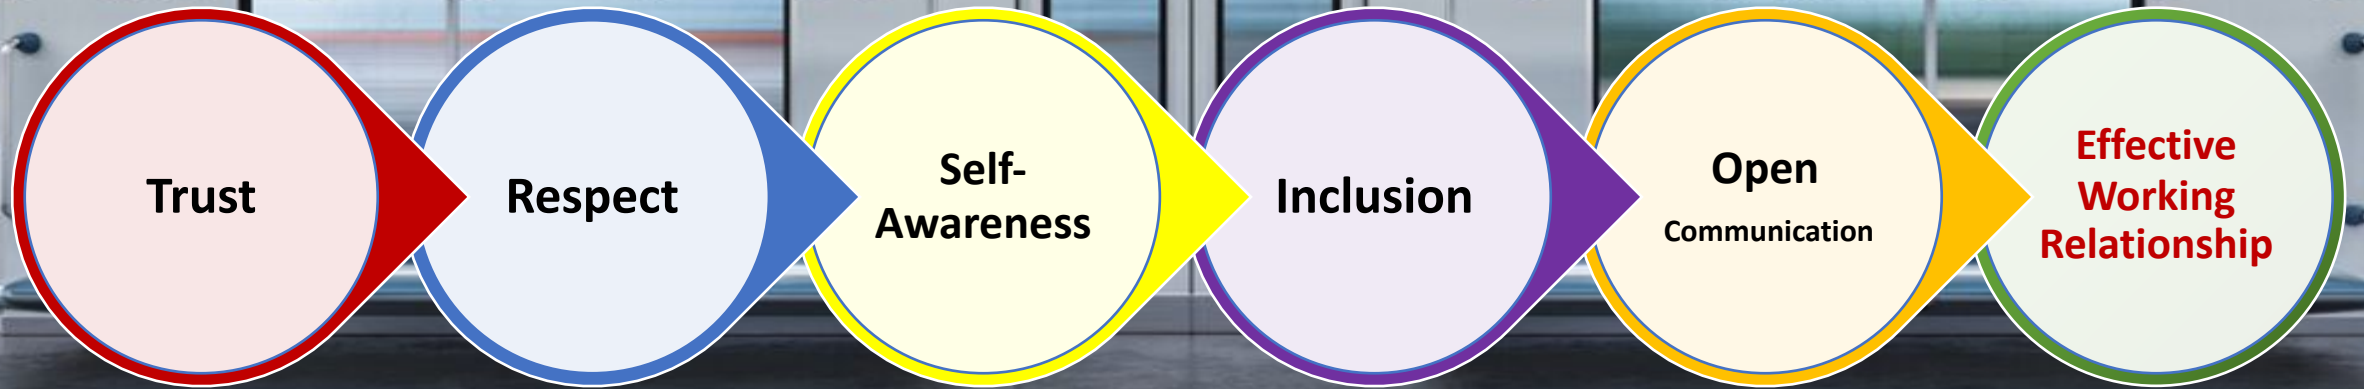 Trust
Respect
Self-
Awareness
Inclusion
Open
Communication
Effective
Working
Relationship